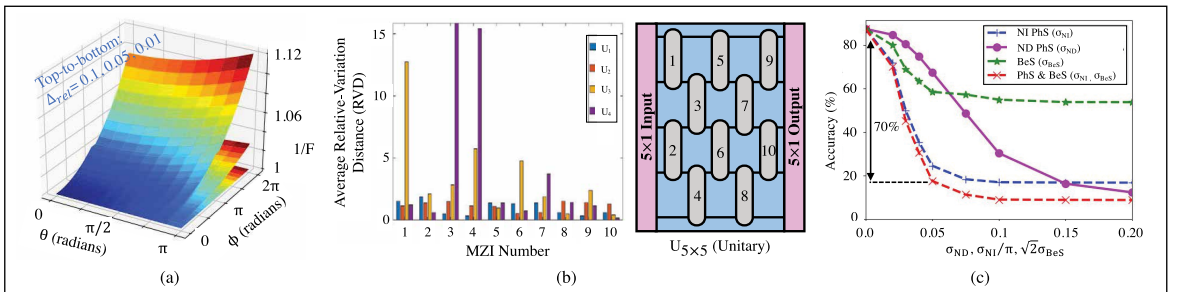 Top-to-bottom:
Δrel= 0.1, 0.05, 0.01
1.12
1.06
1
1/F
2π
π
0
ϕ (radians)
0
π/2
π
θ (radians)
(a)
Average Relative-Variation
Distance (RVD)
15
10
5
0
1 2 3 4 5 6 7 8 9 10
MZI Number
U₁
U₂
U₃
U₄
(b)
5×1 Input
1 5 9
3 7
2 6 10
4 8
5×1 Output
U5×5 (Unitary)
Accuracy (%)
80
60
40
20
0
70%
NI PhS (σNI)
ND PhS (σND)
BeS (σBeS)
PhS & BeS (σNI, σBeS)
0.0 0.05 0.10 0.15 0.20
σND, σNI/π, √2σBeS
(c)